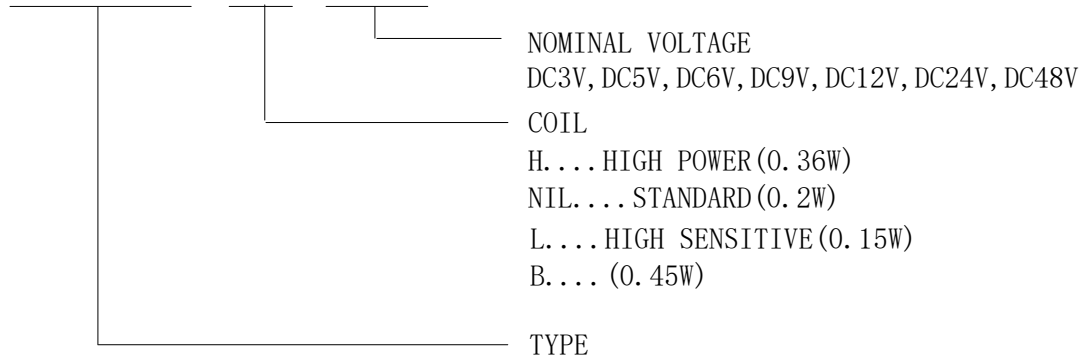 NOMINAL VOLTAGE
DC3V,DC5V,DC6V,DC9V,DC12V,DC24V,DC48V
COIL
H....HIGH POWER(0.36W)
NIL....STANDARD(0.2W)
L....HIGH SENSITIVE(0.15W)
B....(0.45W)
TYPE